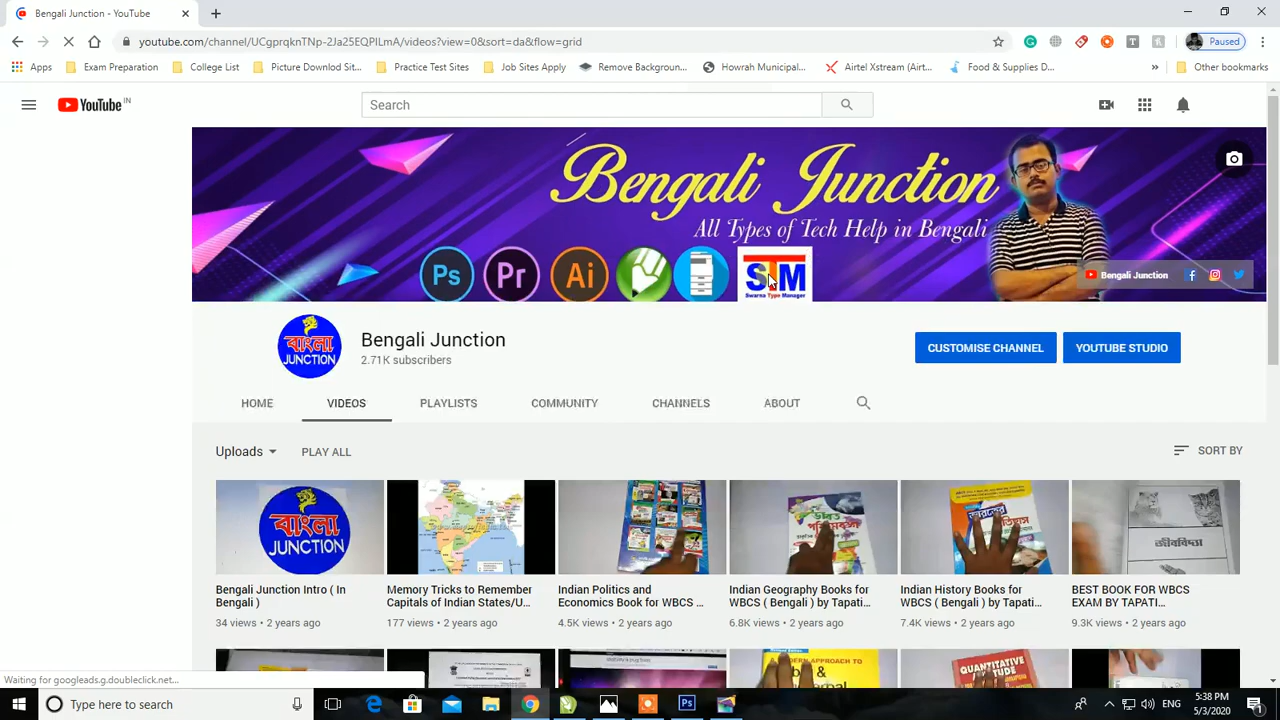 Bengali Junction - YouTube
youtube.com/channel/UCgprqknTNp-2Ja25EQPILmA/videos?view=0&sort=da&flow=grid
Paused
Apps Exam Preparation College List Picture Downlod Sit... Practice Test Sites Job Sites Apply Remove Backgroun... Howrah Municipal... Airtel Xstream (Airt... Food & Supplies D... » Other bookmarks
YouTube IN
Search
Bengali Junction
All Types of Tech Help in Bengali
Ps Pr Ai STM
Swarna Type Manager
Bengali Junction
বাংলা
JUNCTION
Bengali Junction
2.71K subscribers
CUSTOMISE CHANNEL YOUTUBE STUDIO
HOME VIDEOS PLAYLISTS COMMUNITY CHANNELS ABOUT
Uploads PLAY ALL SORT BY
বাংলা
JUNCTION
জীববিদ্যা
Bengali Junction Intro ( In
Bengali )
34 views • 2 years ago
Memory Tricks to Remember
Capitals of Indian States/U...
177 views • 2 years ago
Indian Politics and
Economics Book for WBCS ...
4.5K views • 2 years ago
Indian Geography Books for
WBCS ( Bengali ) by Tapati...
6.8K views • 2 years ago
Indian History Books for
WBCS ( Bengali ) by Tapati...
7.4K views • 2 years ago
BEST BOOK FOR WBCS
EXAM BY TAPATI...
9.3K views • 2 years ago
QUANTITATIVE
Waiting for googleads.g.doubleclick.net...
Type here to search
Ps
ENG
5:38 PM
5/3/2020